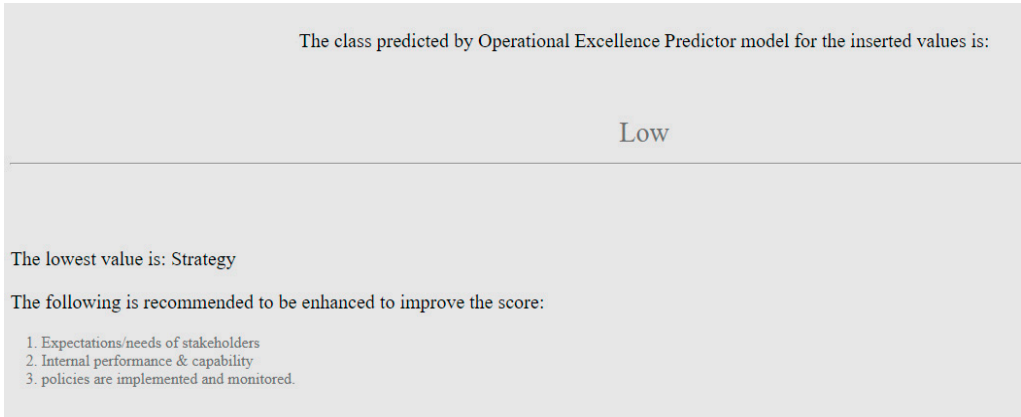 The class predicted by Operational Excellence Predictor model for the inserted values is:
Low
The lowest value is: Strategy
The following is recommended to be enhanced to improve the score:
1. Expectations/needs of stakeholders
2. Internal performance & capability
3. policies are implemented and monitored.